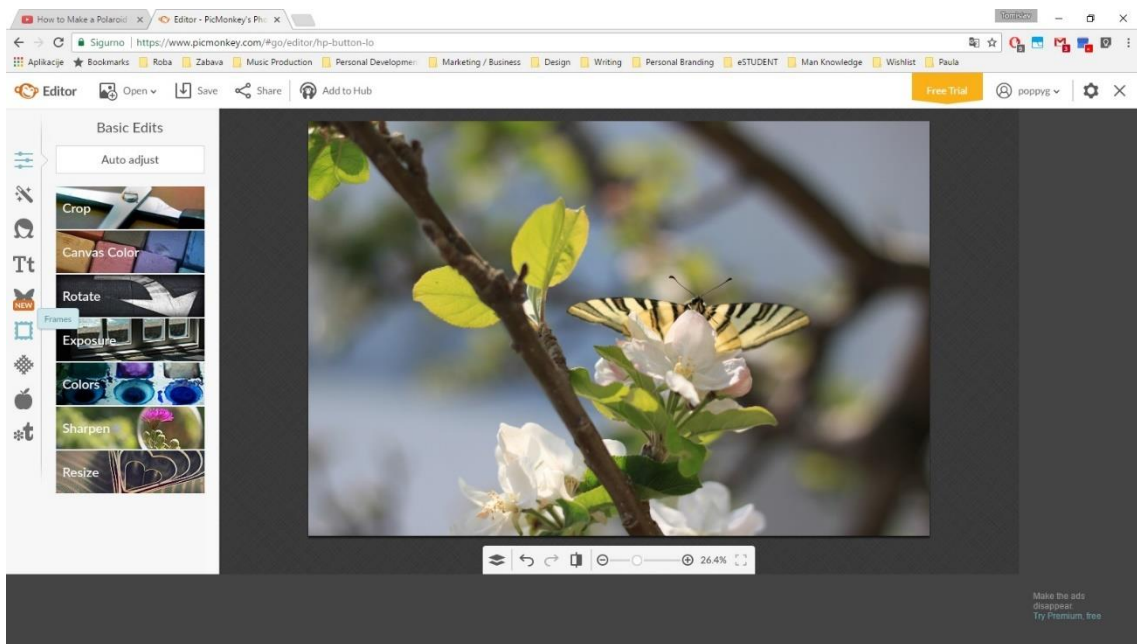 How to Make a Polaroid
Editor - PicMonkey's Pho
Tomislav
Sigurno https://www.picmonkey.com/#go/editor/hp-button-lo
Aplikacije Bookmarks Roba Zabava Music Production Personal Developmen Marketing / Business Design Writing Personal Branding eSTUDENT Man Knowledge Wishlist Paula
Editor Open Save Share Add to Hub Free Trial poppyg
Basic Edits
Auto adjust
Crop
Canvas Color
Rotate
Exposure
Colors
Sharpen
Resize
Tt
NEW
Frames
t
26.4%
Make the ads
disappear.
Try Premium, free